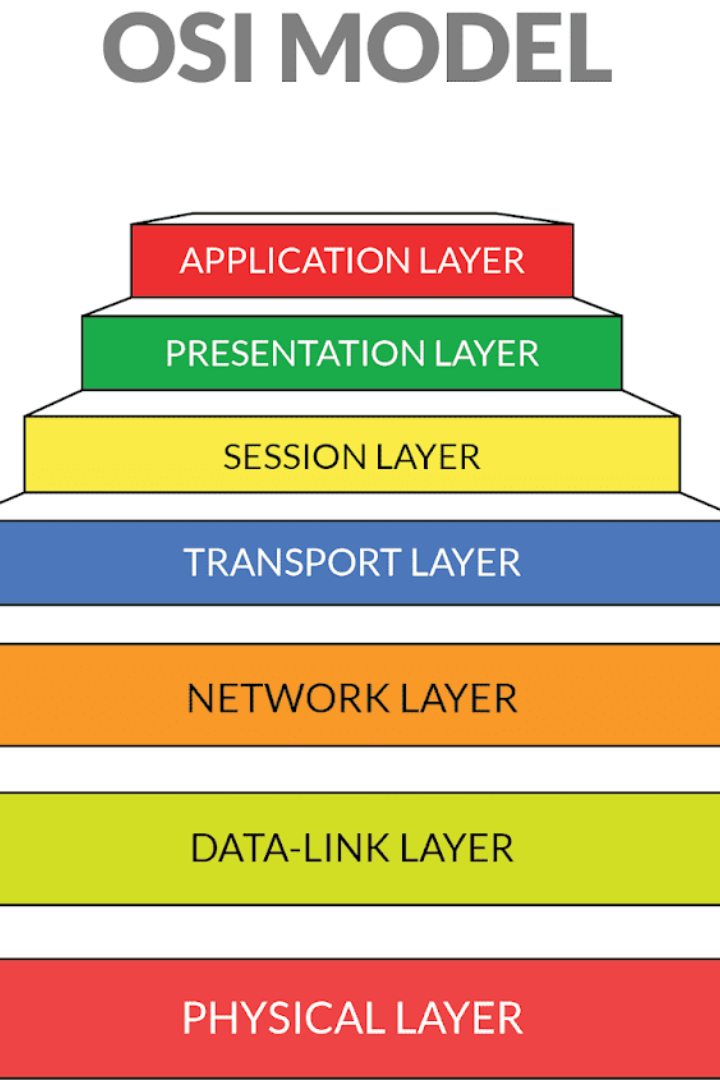 OSI MODEL
APPLICATION LAYER
PRESENTATION LAYER
SESSION LAYER
TRANSPORT LAYER
NETWORK LAYER
DATA-LINK LAYER
PHYSICAL LAYER